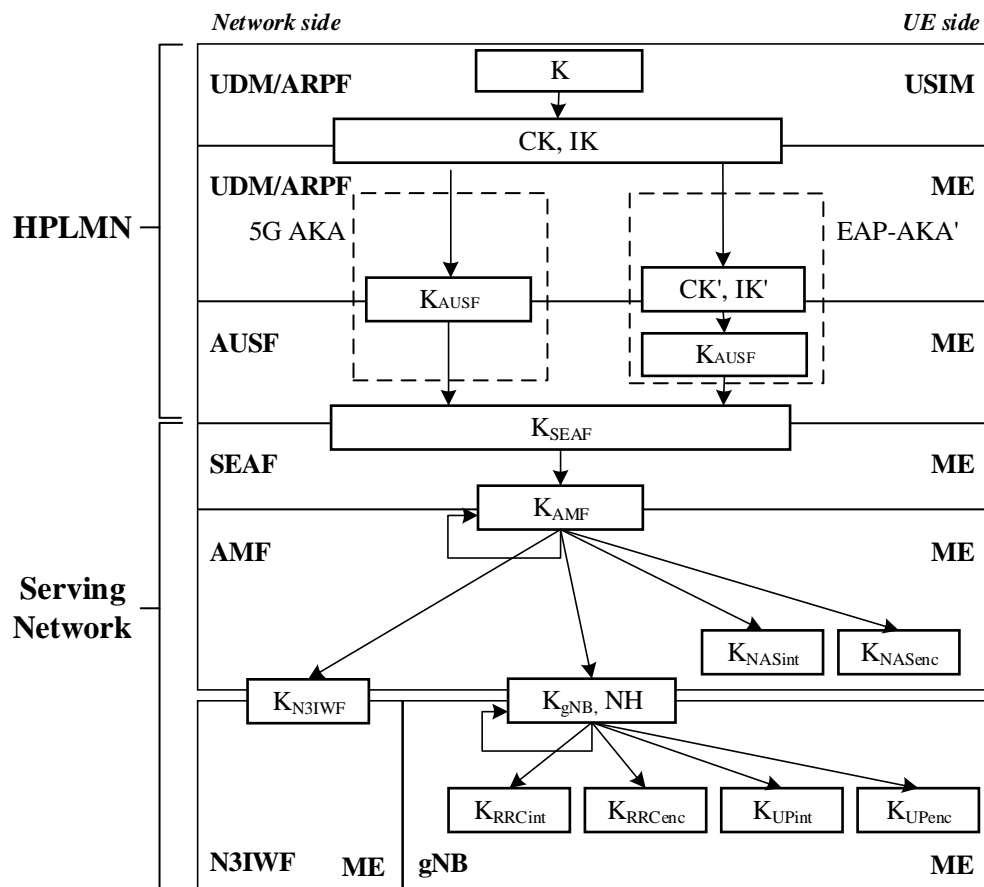 Network side
UE side
UDM/ARPF
K
USIM
CK, IK
UDM/ARPF
ME
HPLMN
5G AKA
EAP-AKA'
KAUSF
CK', IK'
AUSF
KAUSF
ME
KSEAF
SEAF
ME
KAMF
AMF
ME
Serving
Network
KNASint
KNASenc
KN3IWF
KgNB, NH
KRRCint
KRRCenc
KUPint
KUPenc
N3IWF
ME
gNB
ME